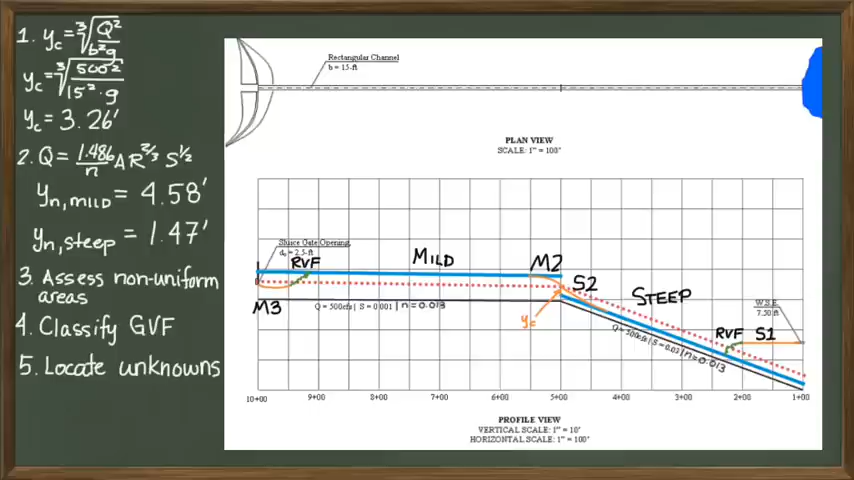 1. yc = ∛(Q²/b²g)
yc = ∛(500²/15²·g)
yc = 3.26'
2. Q = 1.486/n A R^2/3 S^1/2
yn, MILD = 4.58'
yn, steep = 1.47'
3. Assess non-uniform
areas
4. Classify GVF
5. Locate unknowns
Rectangular Channel
b = 15-ft
PLAN VIEW
SCALE: 1" = 100'
Sluice Gate Opening,
d₀ = 2.5-ft
RVF
MILD
M2
S2
STEEP
M3
Q = 500cfs | S = 0.001 | n = 0.013
yc
Q = 500cfs | S = 0.03 | n = 0.013
W.S.E.
7.50 ft
RVF
S1
10+00 9+00 8+00 7+00 6+00 5+00 4+00 3+00 2+00 1+00
PROFILE VIEW
VERTICAL SCALE: 1" = 10'
HORIZONTAL SCALE: 1" = 100'